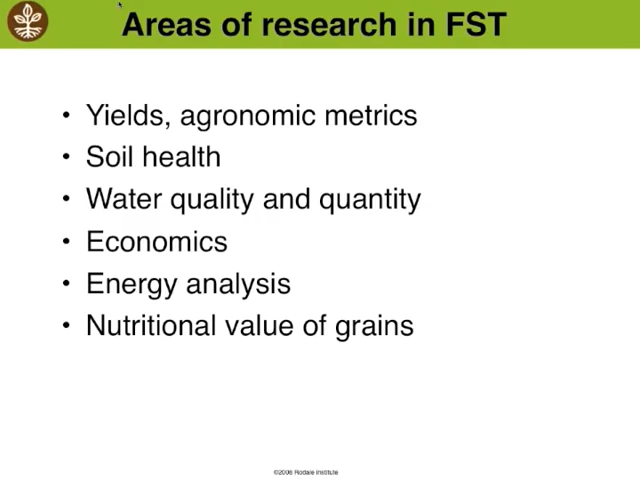 Areas of research in FST
• Yields, agronomic metrics
• Soil health
• Water quality and quantity
• Economics
• Energy analysis
• Nutritional value of grains
©2008 Rodale Institute